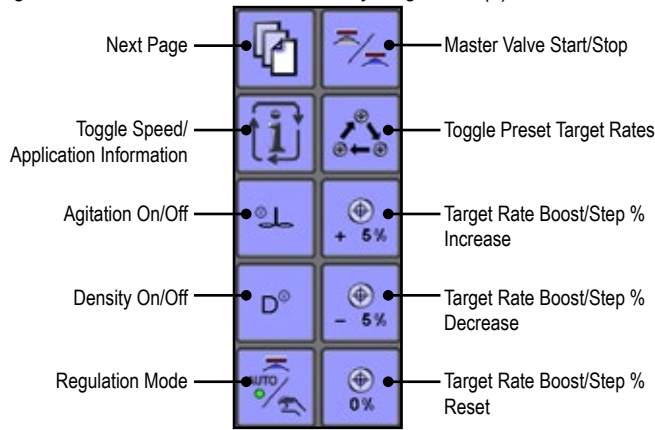 Next Page
Master Valve Start/Stop
Toggle Speed/
Application Information
Toggle Preset Target Rates
Agitation On/Off
+ 5%
Target Rate Boost/Step %
Increase
Density On/Off
D
- 5%
Target Rate Boost/Step %
Decrease
Regulation Mode
AUTO
0%
Target Rate Boost/Step %
Reset